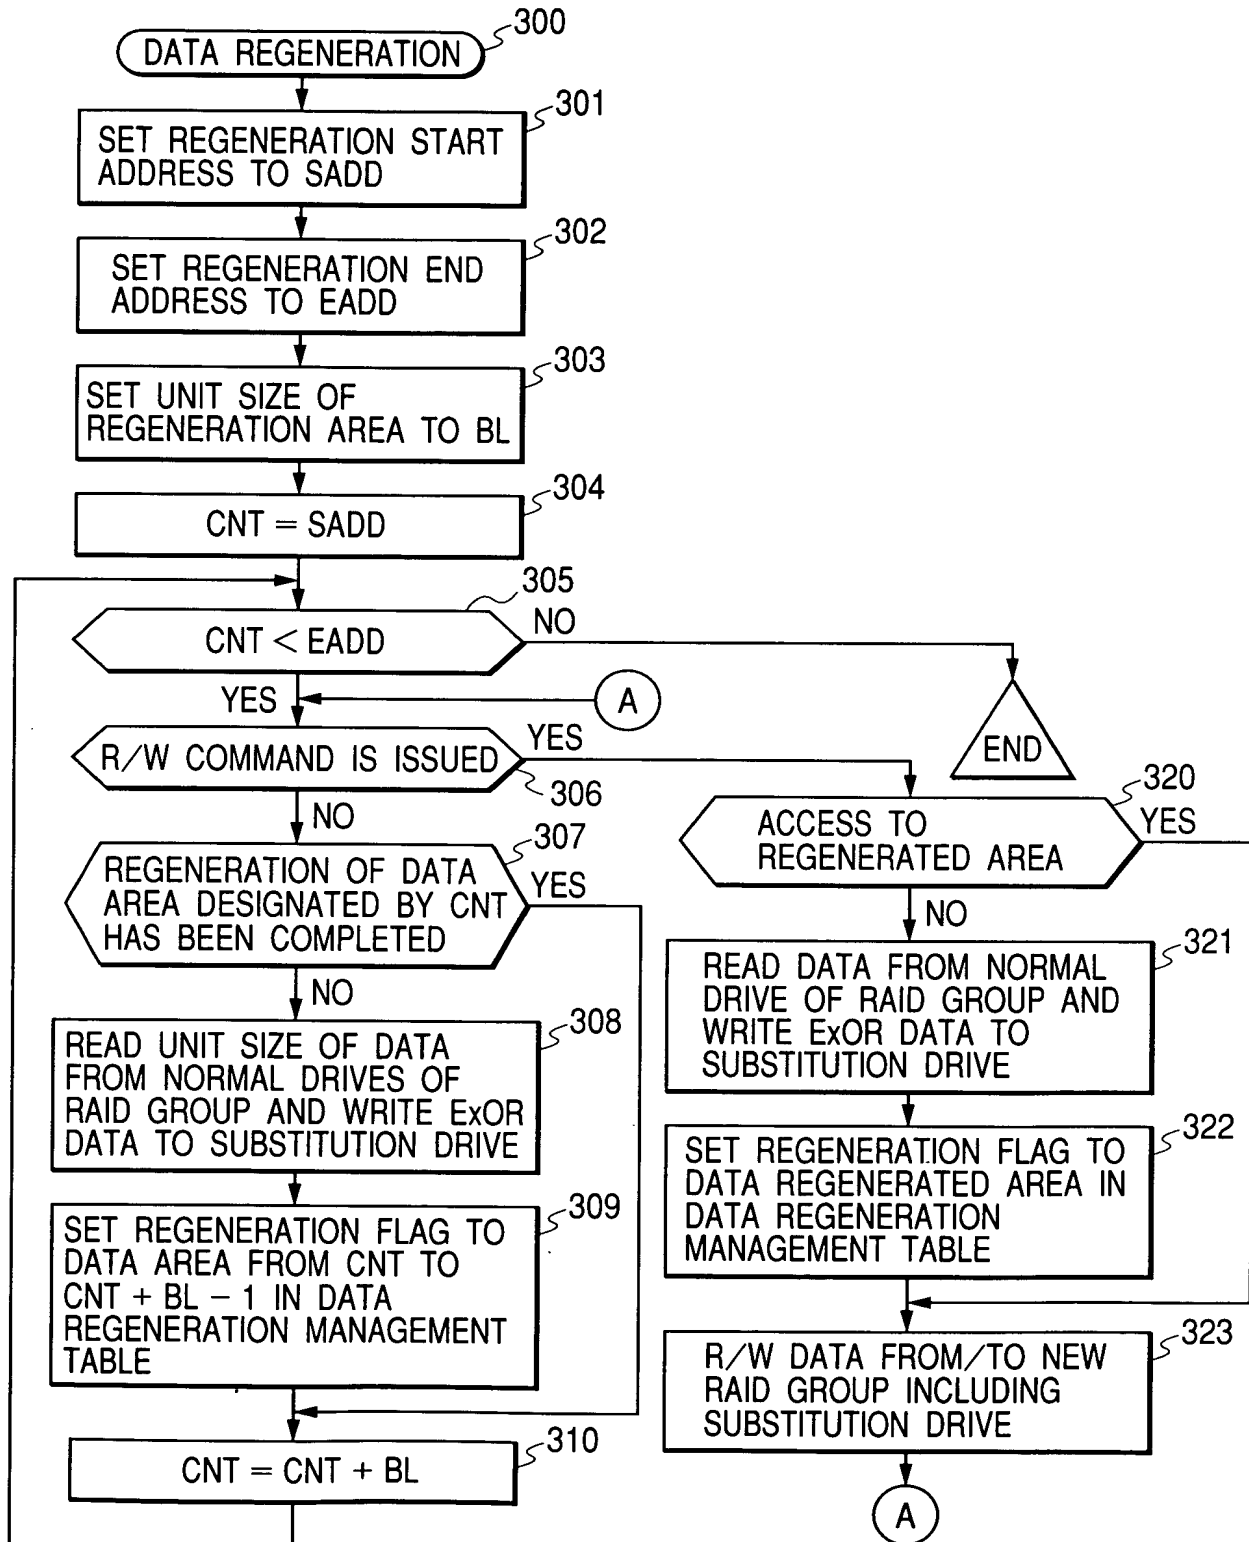 300
DATA REGENERATION
301
SET REGENERATION START
ADDRESS TO SADD
302
SET REGENERATION END
ADDRESS TO EADD
303
SET UNIT SIZE OF
REGENERATION AREA TO BL
304
CNT = SADD
305
CNT < EADD
NO
YES
A
END
R/W COMMAND IS ISSUED
YES
306
NO
320
ACCESS TO
REGENERATED AREA
YES
NO
307
REGENERATION OF DATA
AREA DESIGNATED BY CNT
HAS BEEN COMPLETED
YES
NO
321
READ DATA FROM NORMAL
DRIVE OF RAID GROUP AND
WRITE ExOR DATA TO
SUBSTITUTION DRIVE
308
READ UNIT SIZE OF DATA
FROM NORMAL DRIVES OF
RAID GROUP AND WRITE ExOR
DATA TO SUBSTITUTION DRIVE
322
SET REGENERATION FLAG TO
DATA REGENERATED AREA IN
DATA REGENERATION
MANAGEMENT TABLE
309
SET REGENERATION FLAG TO
DATA AREA FROM CNT TO
CNT + BL − 1 IN DATA
REGENERATION MANAGEMENT
TABLE
323
R/W DATA FROM/TO NEW
RAID GROUP INCLUDING
SUBSTITUTION DRIVE
310
CNT = CNT + BL
A